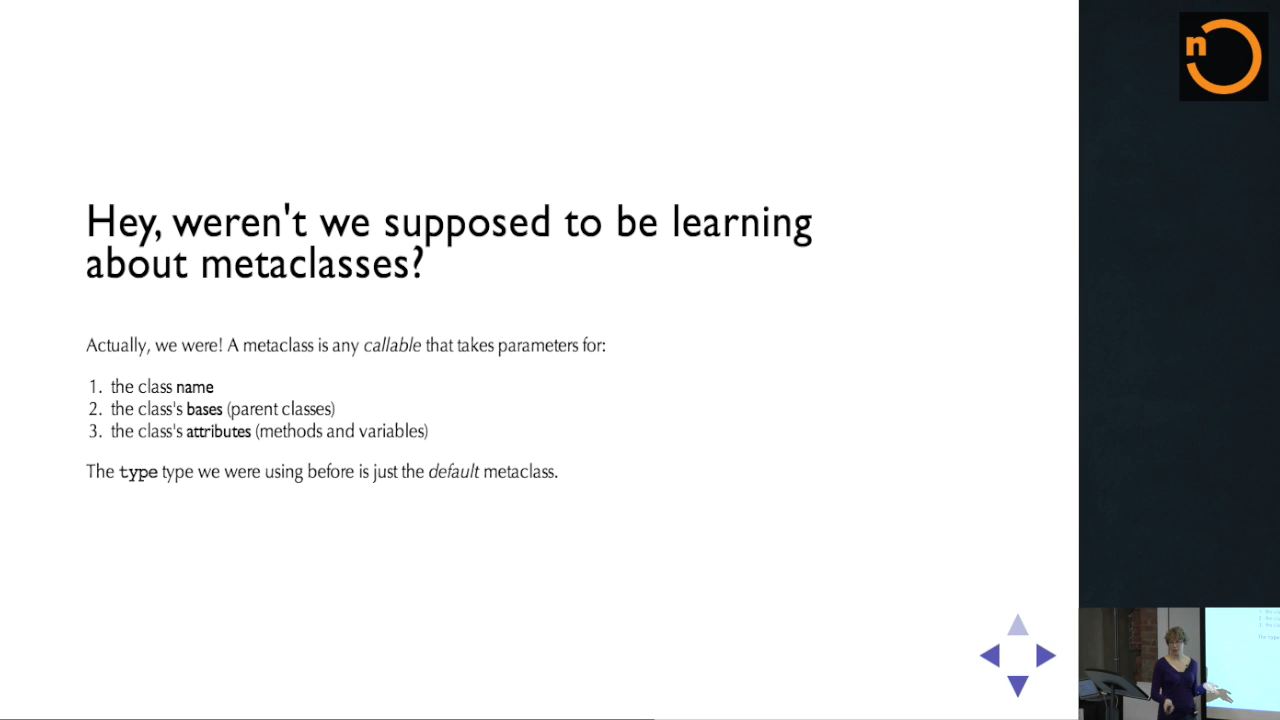 n
Hey, weren't we supposed to be learning
about metaclasses?
Actually, we were! A metaclass is any callable that takes parameters for:
1. the class name
2. the class's bases (parent classes)
3. the class's attributes (methods and variables)
The type type we were using before is just the default metaclass.